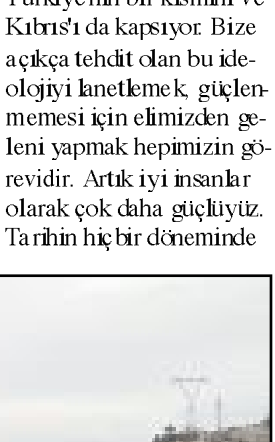 Türkiye'nin bir kısmını ve
Kıbrıs'ı da kapsıyor. Bize
açıkça tehdit olan bu ide-
olojiyi lanetlemek, güçlen-
memesi için elimizden ge-
leni yapmak hepimizin gö-
revidir. Artık iyi insanlar
olarak çok daha güçlüyüz.
Tarihin hiçbir döneminde